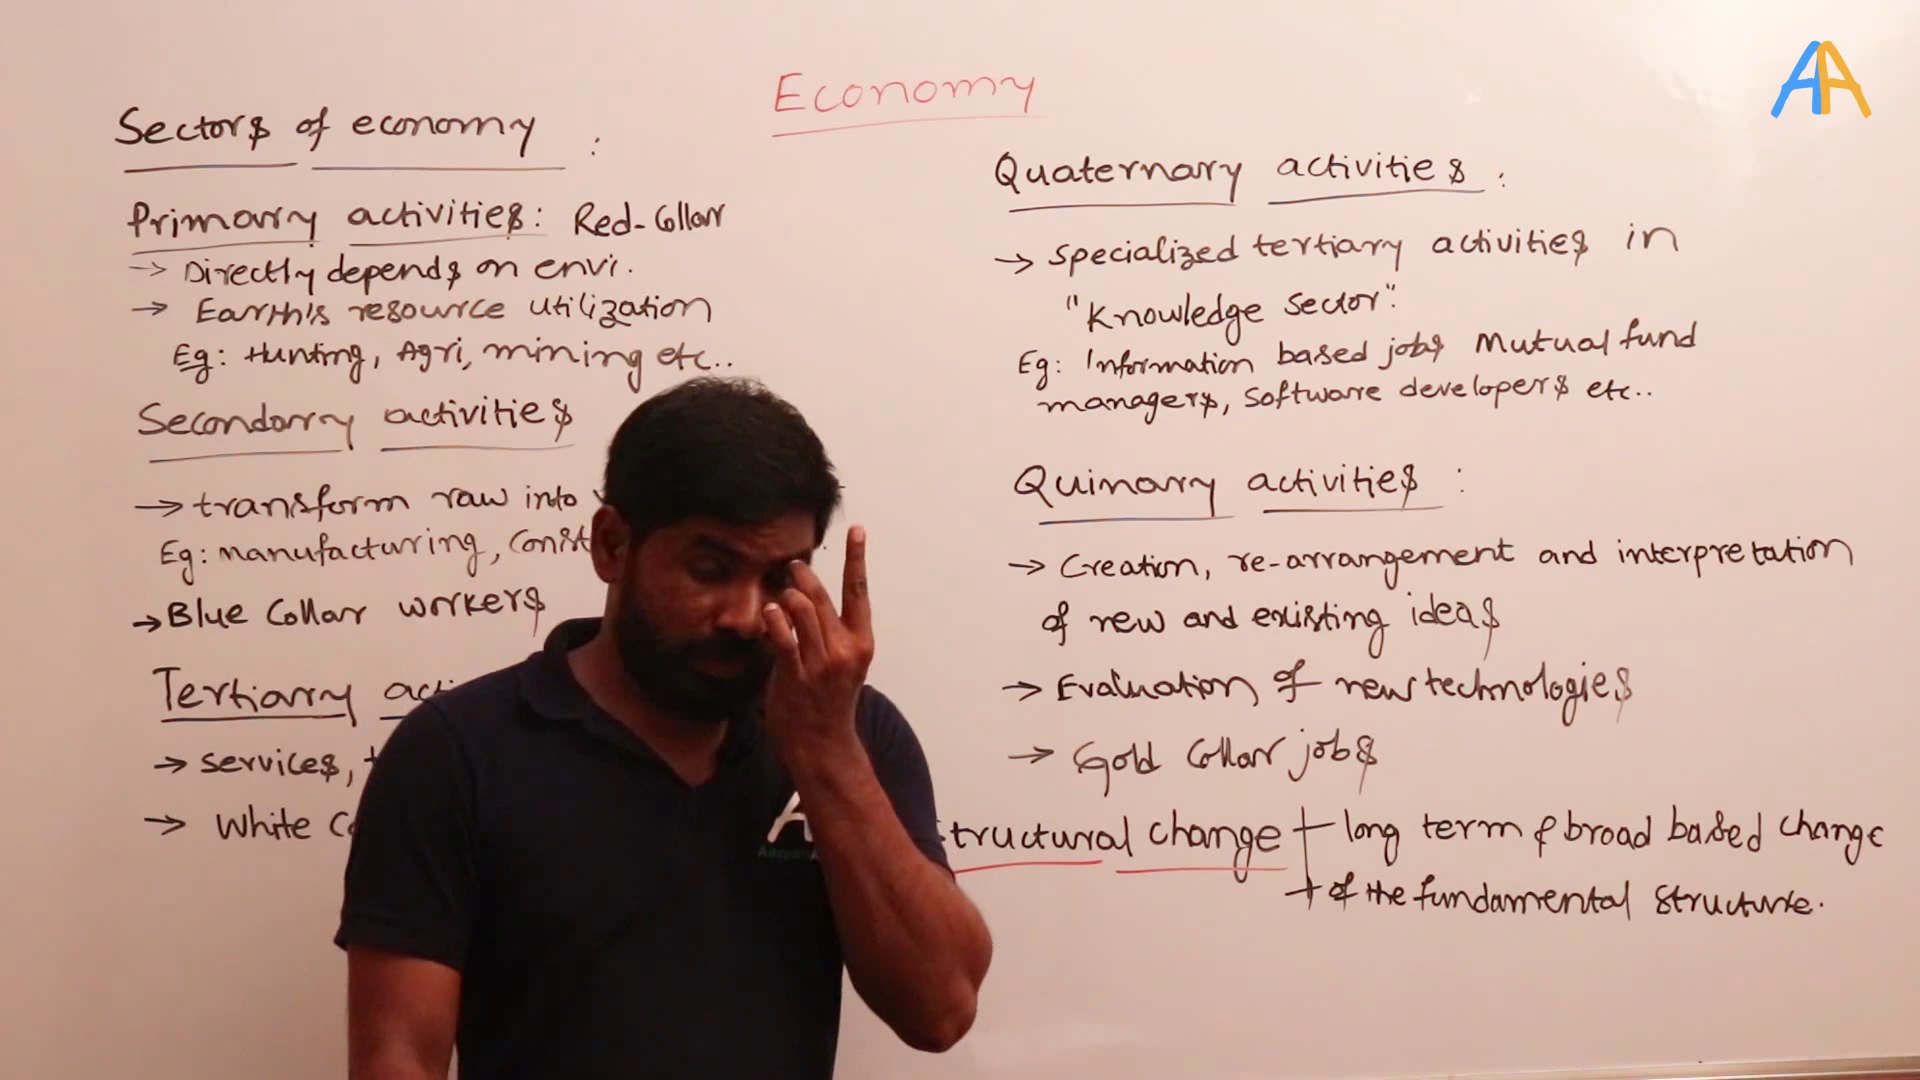 Economy
Sectors of economy :
Primary activities: Red-Collar
→ Directly depends on envi.
→ Earth's resource utilization
Eg: Hunting, Agri, mining etc..
Secondary activities
→ transform raw into
Eg: manufacturing,
→ Blue Collar workers
Tertiary
→ services,
→ White
Quaternary activities :
→ Specialized tertiary activities in
"Knowledge Sector".
Eg: Information based jobs Mutual fund
managers, Software developers etc..
Quinary activities :
→ Creation, re-arrangement and interpretation
of new and existing ideas
→ Evaluation of new technologies
→ Gold Collar jobs
tructural change → long term & broad based change
→ of the fundamental structure.
AA